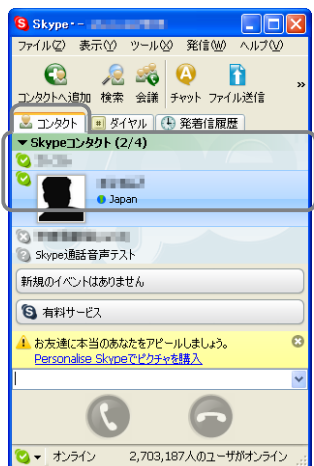 Skype・-
ファイル(Z) 表示(Y) ツール(X) 発信(W) ヘルプ(V)
コンタクトへ追加 検索 会議 チャット ファイル送信 »
コンタクト ダイヤル 発着信履歴
▼Skypeコンタクト (2/4)
Japan
Skype通話音声テスト
新規のイベントはありません
有料サービス
お友達に本当のあなたをアピールしましょう。
Personalise Skypeでピクチャを購入
オンライン 2,703,187人のユーザがオンライン